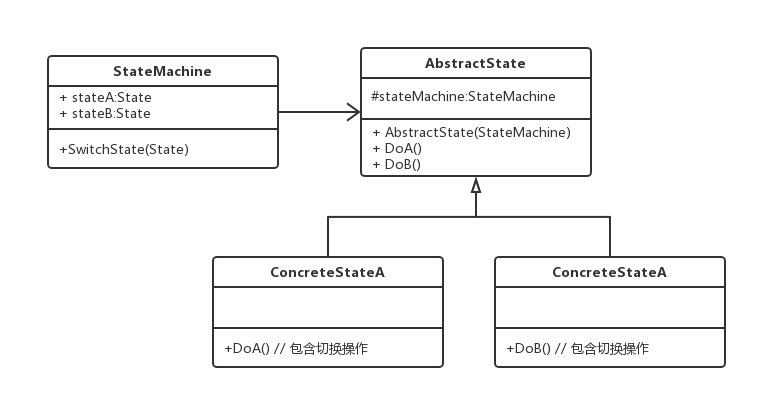 StateMachine
+ stateA:State
+ stateB:State
+SwitchState(State)
AbstractState
#stateMachine:StateMachine
+ AbstractState(StateMachine)
+ DoA()
+ DoB()
ConcreteStateA
+DoA() // 包含切换操作
ConcreteStateA
+DoB() // 包含切换操作